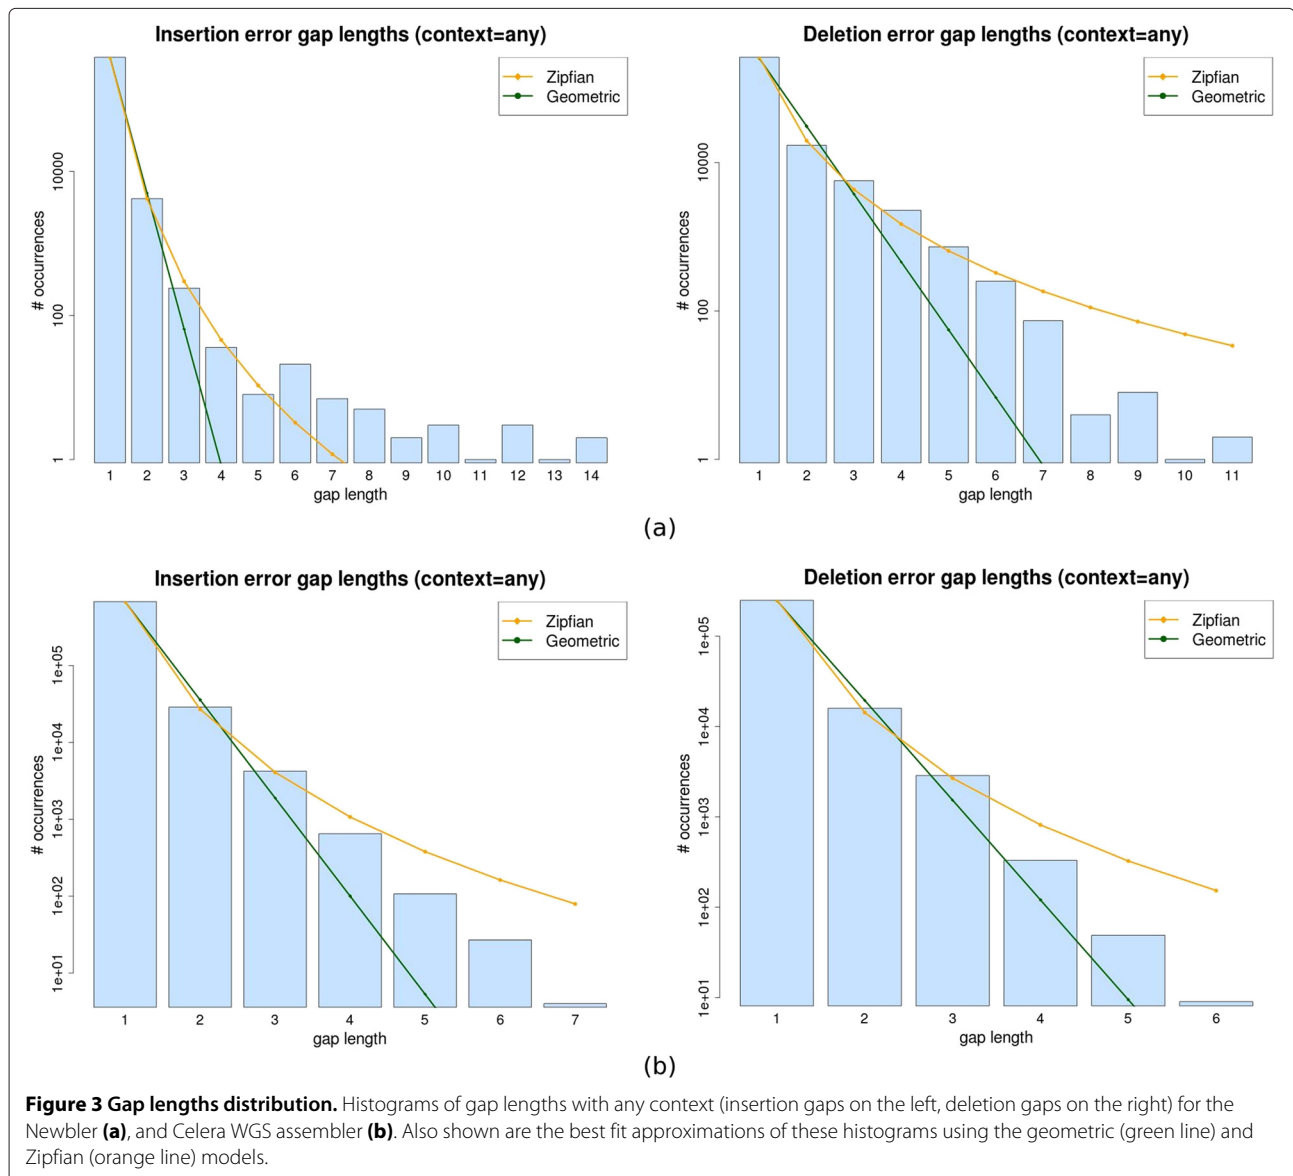 Insertion error gap lengths (context=any)
Zipfian
Geometric
# occurrences
10000
100
1
1 2 3 4 5 6 7 8 9 10 11 12 13 14
gap length
Deletion error gap lengths (context=any)
Zipfian
Geometric
# occurrences
10000
100
1
1 2 3 4 5 6 7 8 9 10 11
gap length
(a)
Insertion error gap lengths (context=any)
Zipfian
Geometric
# occurrences
1e+05
1e+04
1e+03
1e+02
1e+01
1 2 3 4 5 6 7
gap length
Deletion error gap lengths (context=any)
Zipfian
Geometric
# occurrences
1e+05
1e+04
1e+03
1e+02
1e+01
1 2 3 4 5 6
gap length
(b)
Figure 3 Gap lengths distribution. Histograms of gap lengths with any context (insertion gaps on the left, deletion gaps on the right) for the
Newbler (a), and Celera WGS assembler (b). Also shown are the best fit approximations of these histograms using the geometric (green line) and
Zipfian (orange line) models.